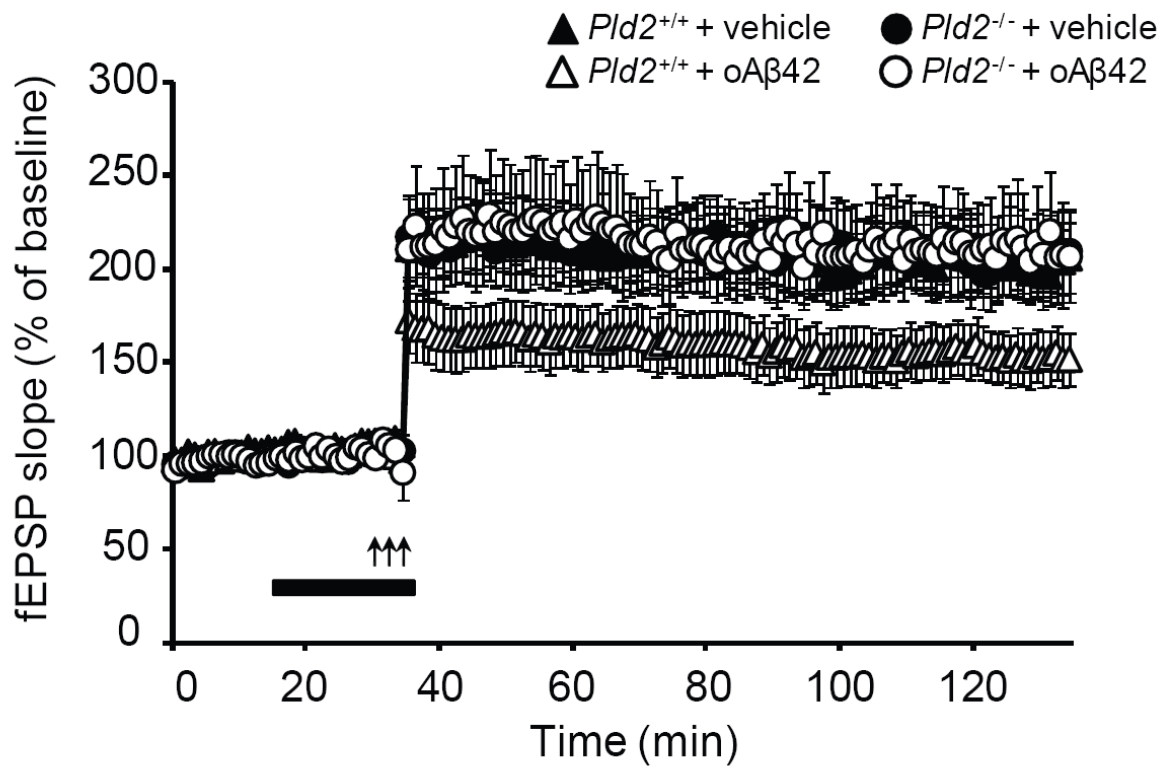 Pld2+/+ + vehicle Pld2-/- + vehicle
Pld2+/+ + oAβ42 Pld2-/- + oAβ42
300
250
200
150
100
50
0
fEPSP slope (% of baseline)
0 20 40 60 80 100 120
Time (min)